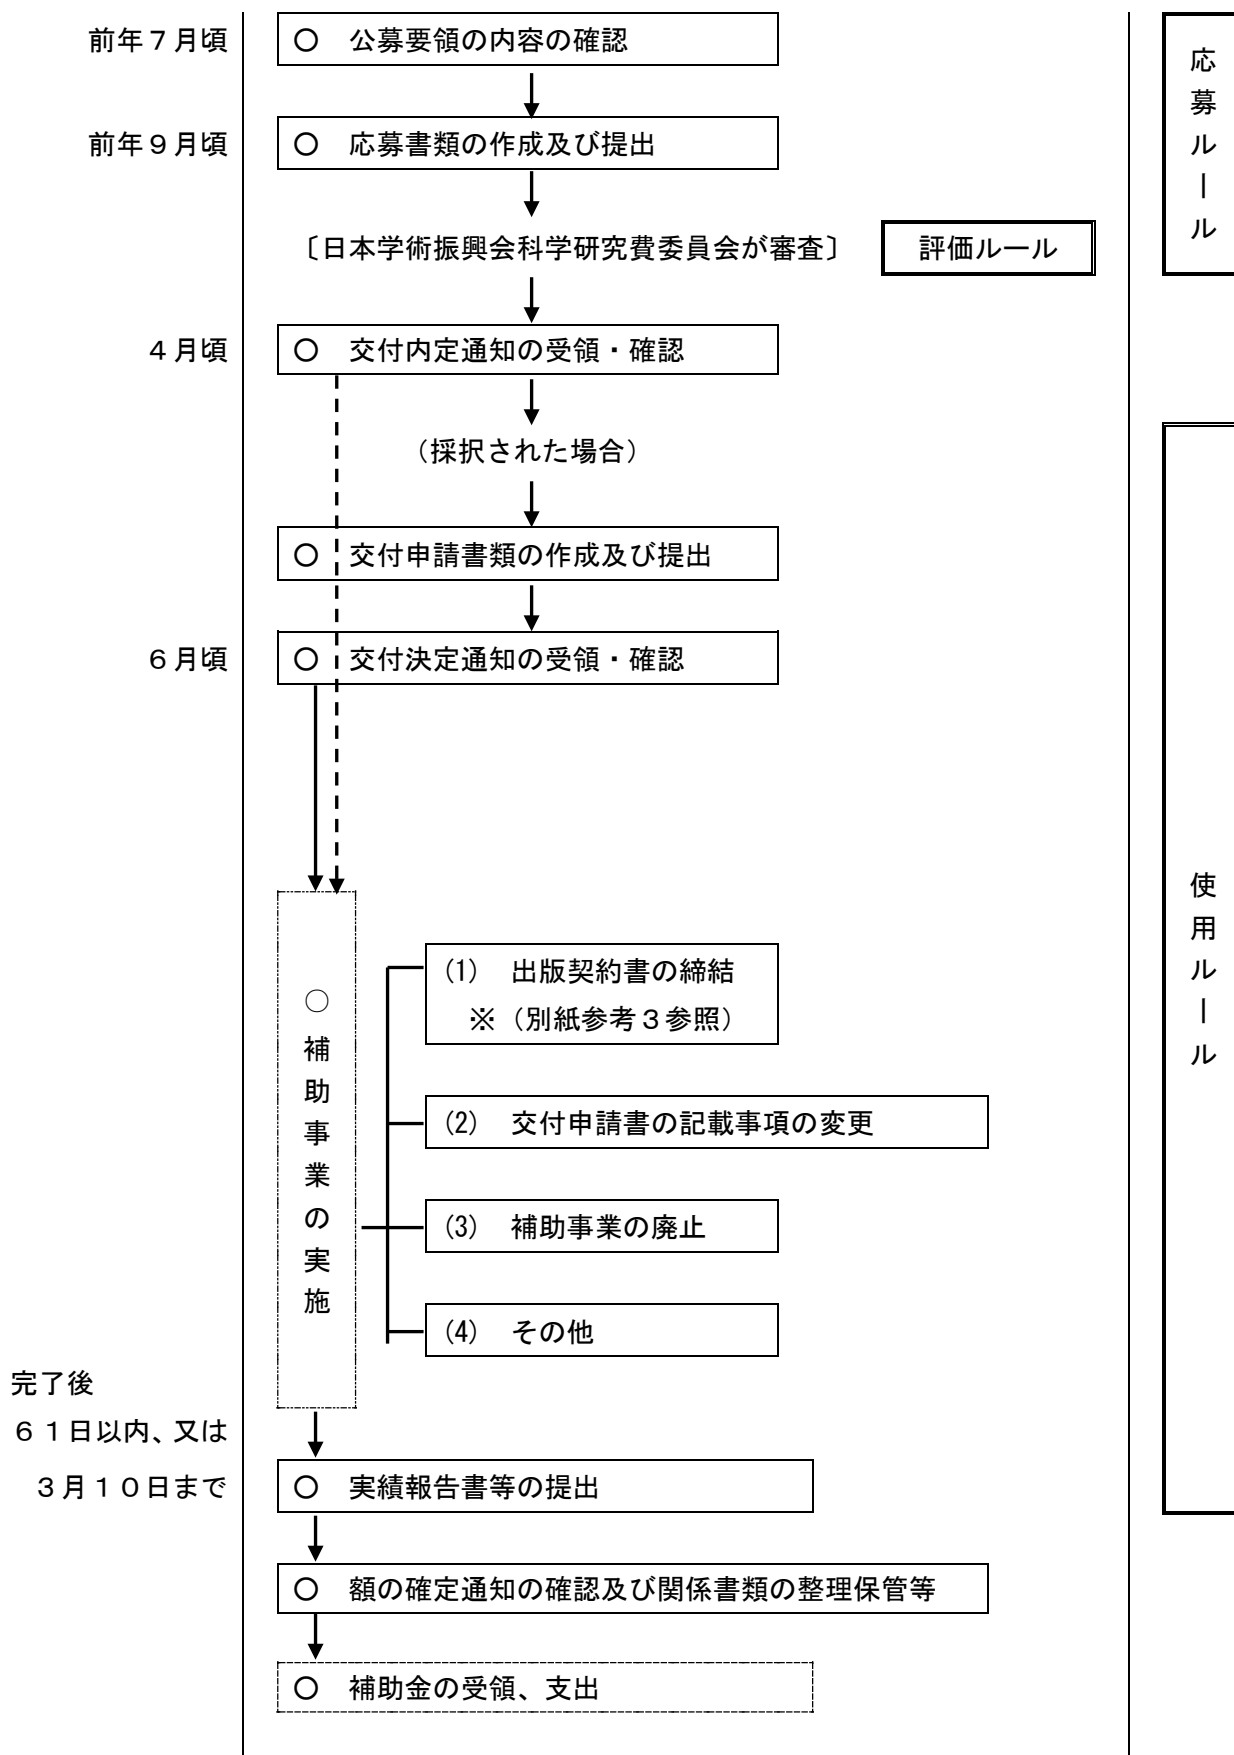 前年７月頃
○　公募要領の内容の確認
前年９月頃
○　応募書類の作成及び提出
〔日本学術振興会科学研究費委員会が審査〕
評価ルール
応募ルール
４月頃
○　交付内定通知の受領・確認
（採択された場合）
○　交付申請書類の作成及び提出
６月頃
○　交付決定通知の受領・確認
○補助事業の実施
(1)　出版契約書の締結
※（別紙参考３参照）
(2)　交付申請書の記載事項の変更
(3)　補助事業の廃止
(4)　その他
使用ルール
完了後
６１日以内、又は
３月１０日まで
○　実績報告書等の提出
○　額の確定通知の確認及び関係書類の整理保管等
○　補助金の受領、支出